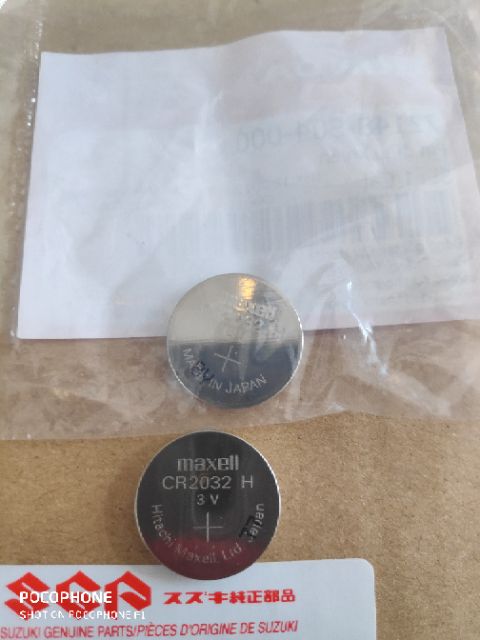 maxell
MADE IN JAPAN
maxell
CR2032 H
3 V
Hitachi Maxell, Ltd. Japan
スズキ純正部品
SUZUKI GENUINE PARTS/PIÈCES D'ORIGINE DE SUZUKI
POCOPHONE
SHOT ON POCOPHONE F1